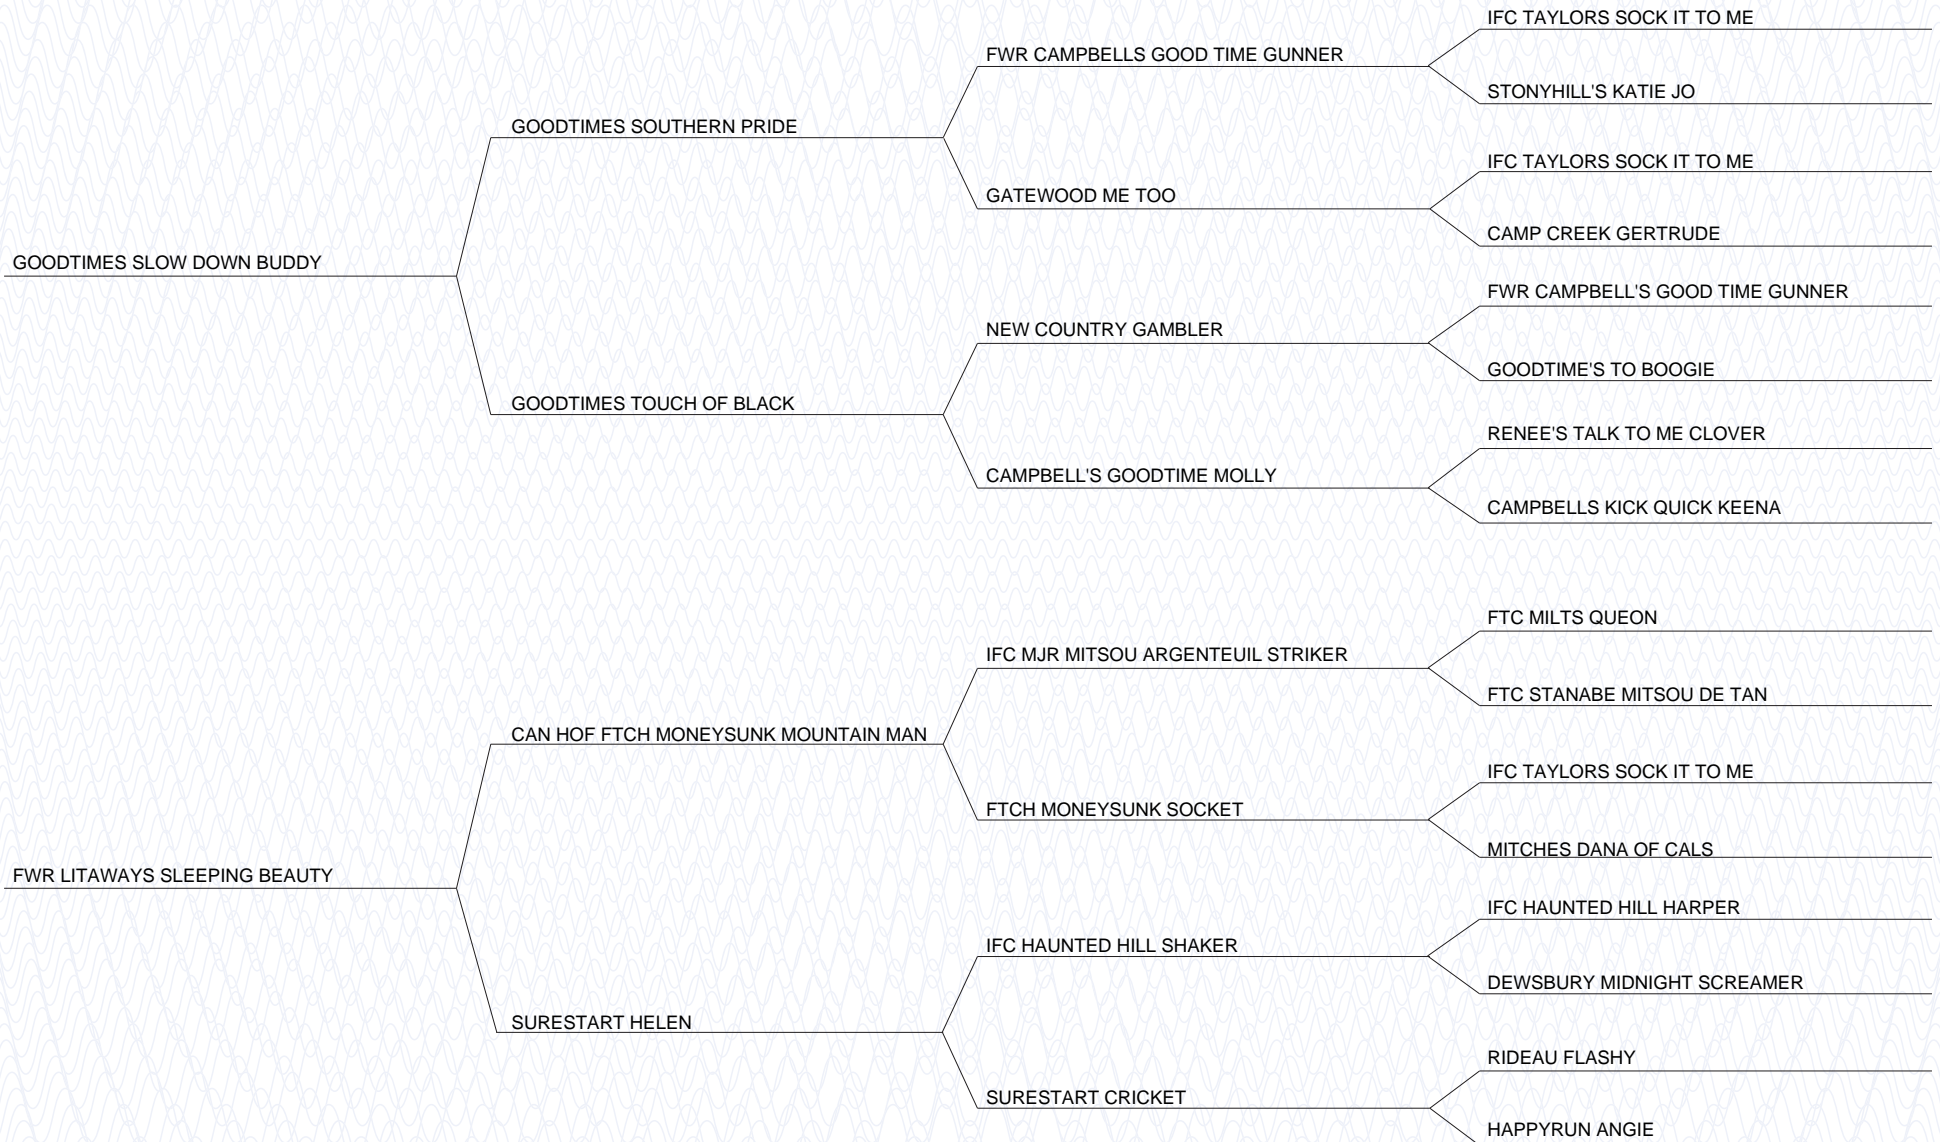 IFC TAYLORS SOCK IT TO ME
FWR CAMPBELLS GOOD TIME GUNNER
STONYHILL'S KATIE JO
GOODTIMES SOUTHERN PRIDE
IFC TAYLORS SOCK IT TO ME
GATEWOOD ME TOO
CAMP CREEK GERTRUDE
GOODTIMES SLOW DOWN BUDDY
FWR CAMPBELL'S GOOD TIME GUNNER
NEW COUNTRY GAMBLER
GOODTIME'S TO BOOGIE
GOODTIMES TOUCH OF BLACK
RENEE'S TALK TO ME CLOVER
CAMPBELL'S GOODTIME MOLLY
CAMPBELLS KICK QUICK KEENA
FTC MILTS QUEON
IFC MJR MITSOU ARGENTEUIL STRIKER
FTC STANABE MITSOU DE TAN
CAN HOF FTCH MONEYSUNK MOUNTAIN MAN
IFC TAYLORS SOCK IT TO ME
FTCH MONEYSUNK SOCKET
MITCHES DANA OF CALS
FWR LITAWAYS SLEEPING BEAUTY
IFC HAUNTED HILL HARPER
IFC HAUNTED HILL SHAKER
DEWSBURY MIDNIGHT SCREAMER
SURESTART HELEN
RIDEAU FLASHY
SURESTART CRICKET
HAPPYRUN ANGIE